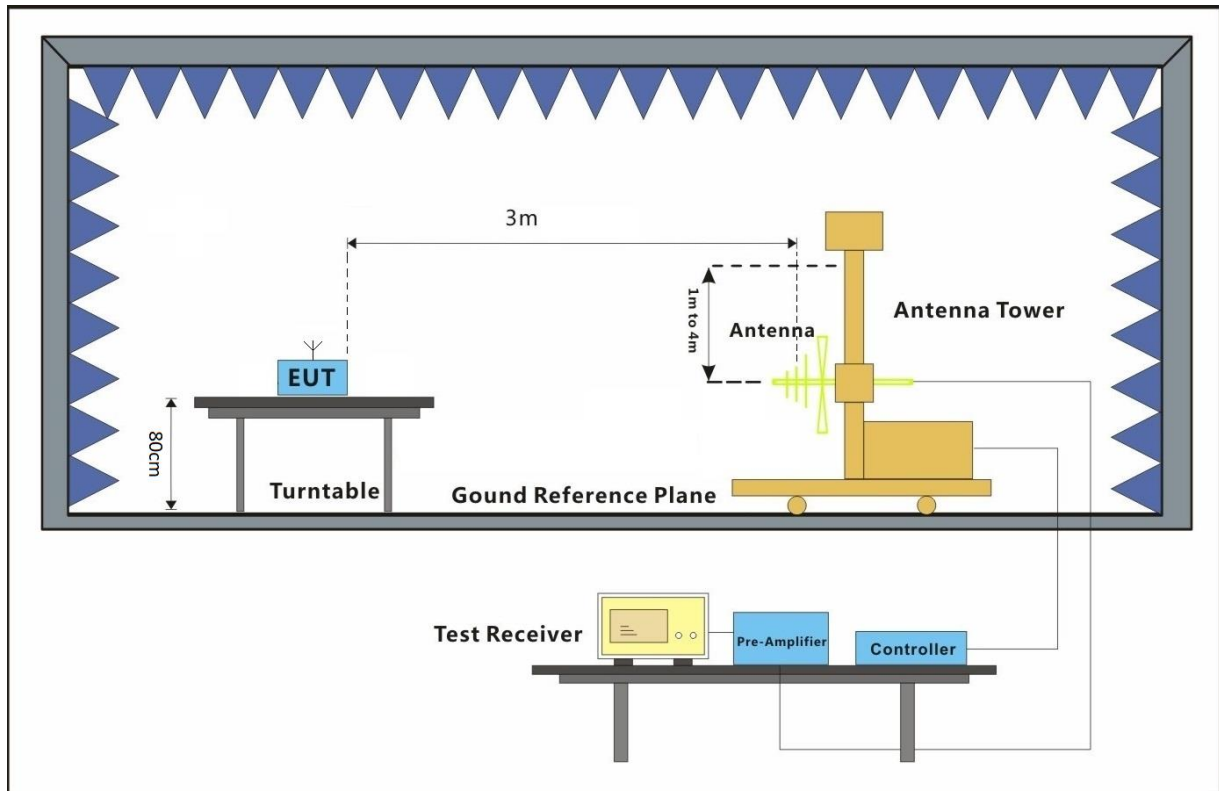 3m
1m to 4m
Antenna Tower
Antenna
EUT
80cm
Turntable
Gound Reference Plane
Test Receiver
Pre-Amplifier
Controller